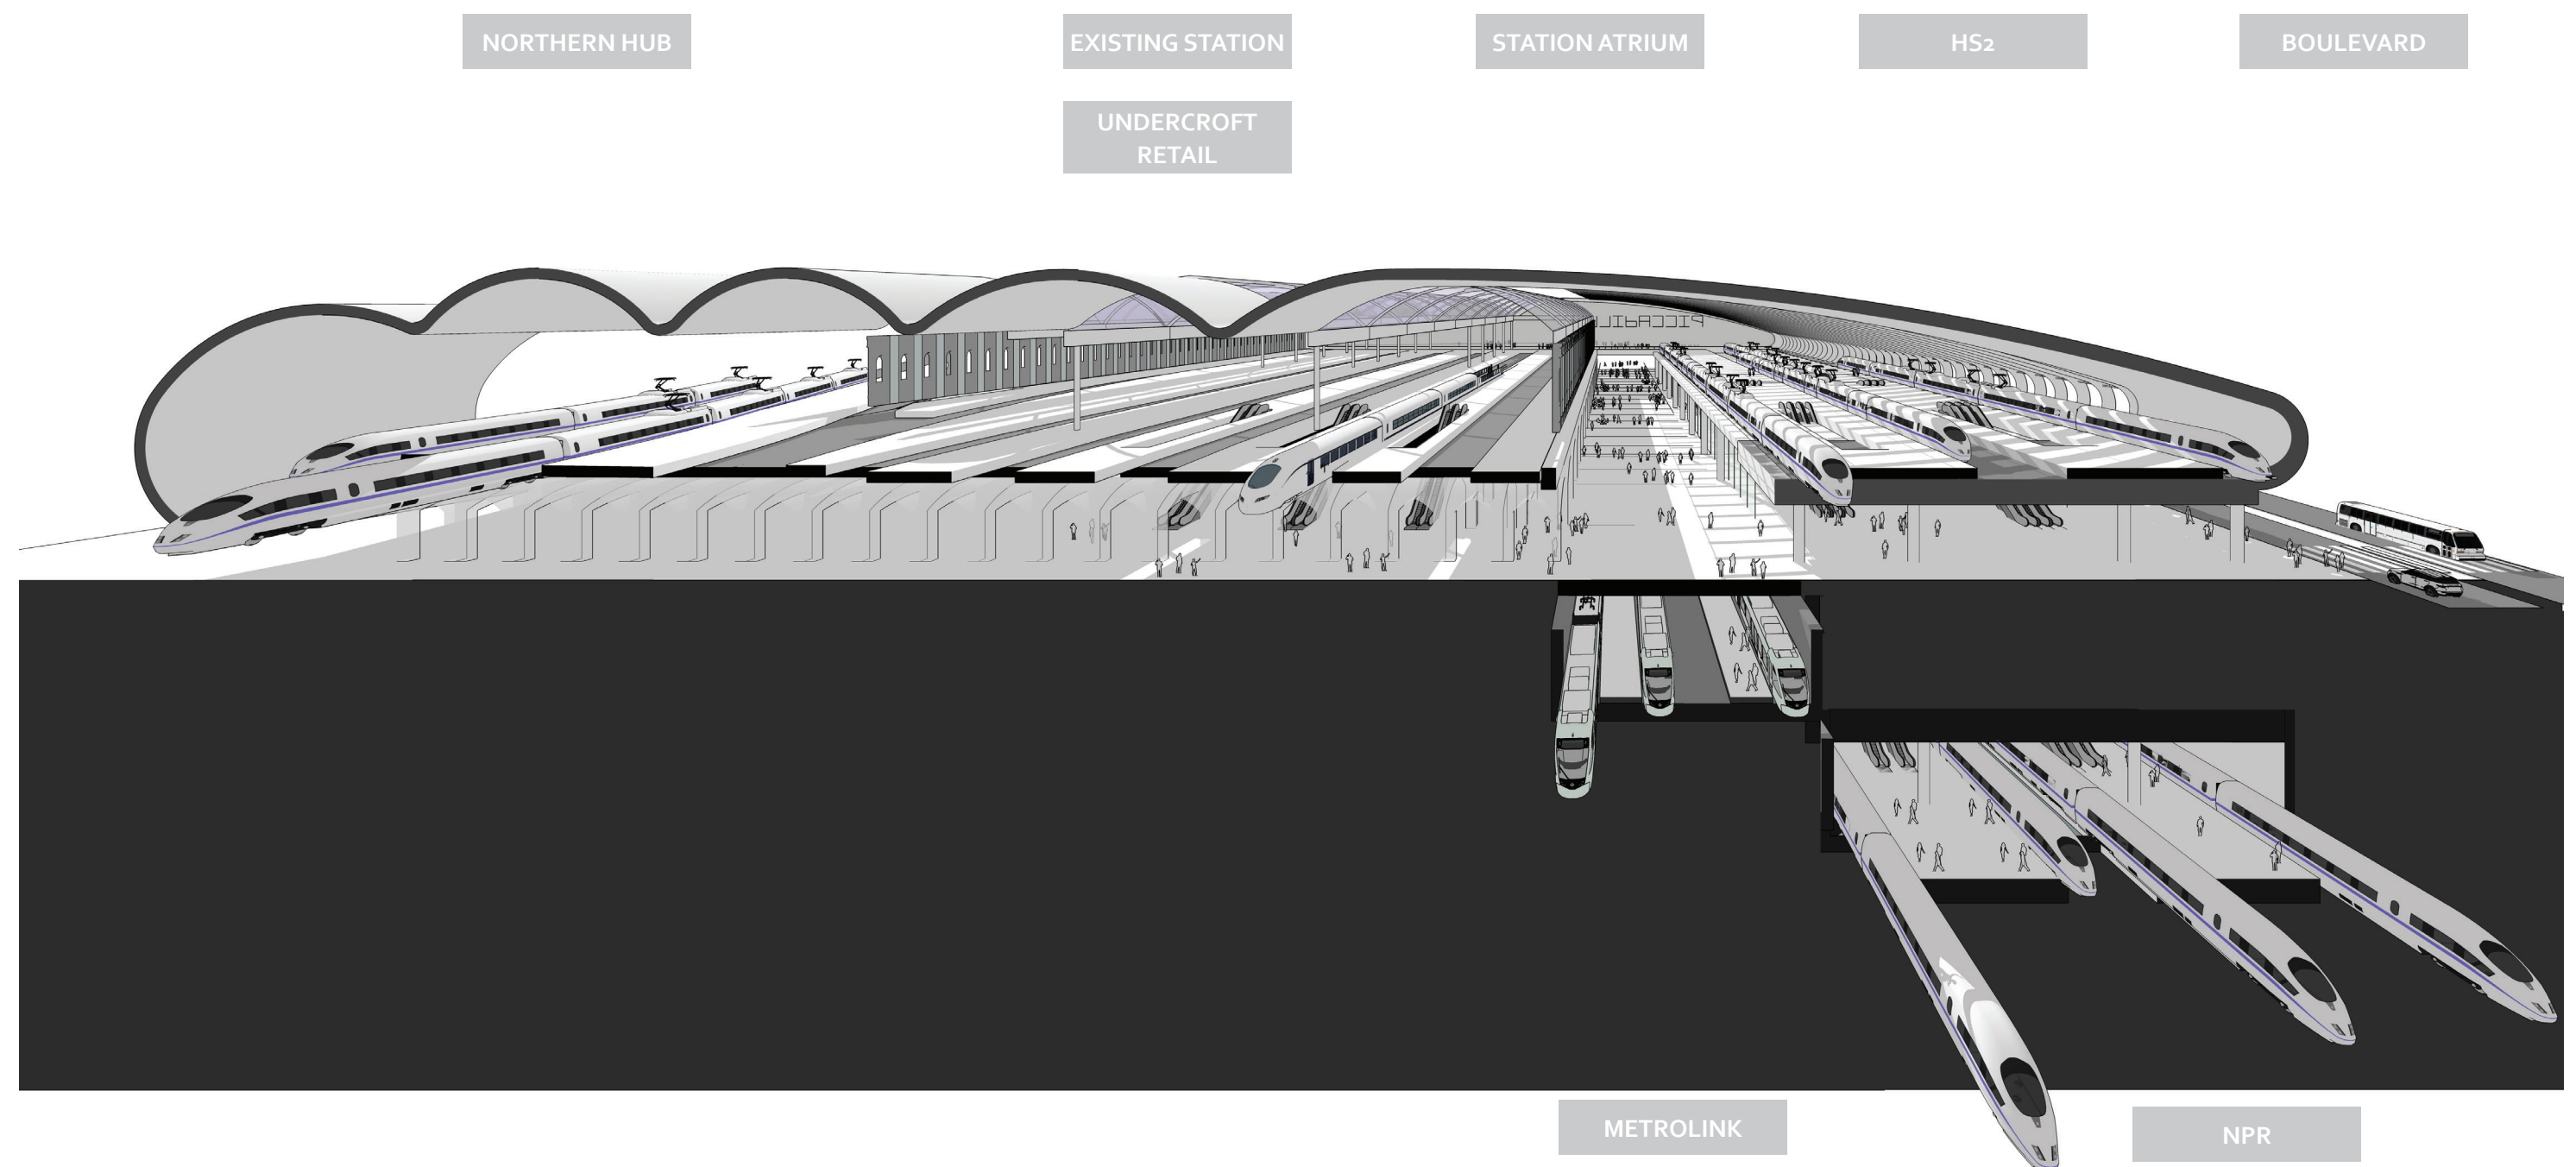 NORTHERN HUB
EXISTING STATION
STATION ATRIUM
HS2
BOULEVARD
UNDERCROFT
RETAIL
METROLINK
NPR